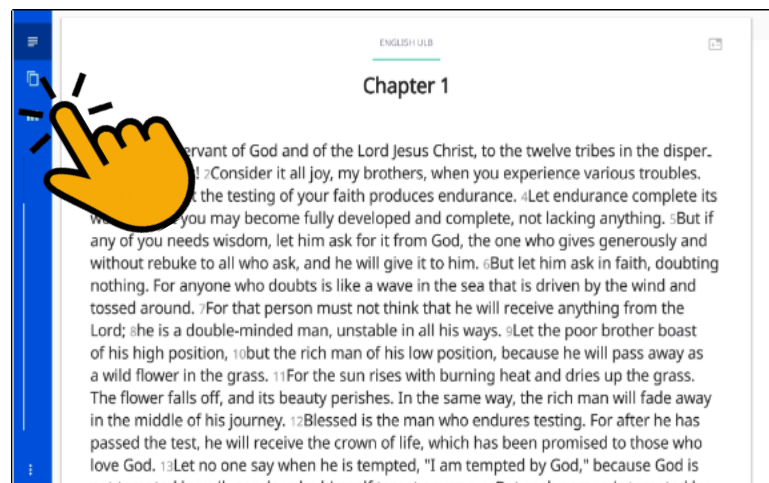 ENGLISH ULB
Chapter 1
ervant of God and of the Lord Jesus Christ, to the twelve tribes in the disper-
! 2Consider it all joy, my brothers, when you experience various troubles.
the testing of your faith produces endurance. 4Let endurance complete its
you may become fully developed and complete, not lacking anything. 5But if
any of you needs wisdom, let him ask for it from God, the one who gives generously and
without rebuke to all who ask, and he will give it to him. 6But let him ask in faith, doubting
nothing. For anyone who doubts is like a wave in the sea that is driven by the wind and
tossed around. 7For that person must not think that he will receive anything from the
Lord; 8he is a double-minded man, unstable in all his ways. 9Let the poor brother boast
of his high position, 10but the rich man of his low position, because he will pass away as
a wild flower in the grass. 11For the sun rises with burning heat and dries up the grass.
The flower falls off, and its beauty perishes. In the same way, the rich man will fade away
in the middle of his journey. 12Blessed is the man who endures testing. For after he has
passed the test, he will receive the crown of life, which has been promised to those who
love God. 13Let no one say when he is tempted, "I am tempted by God," because God is